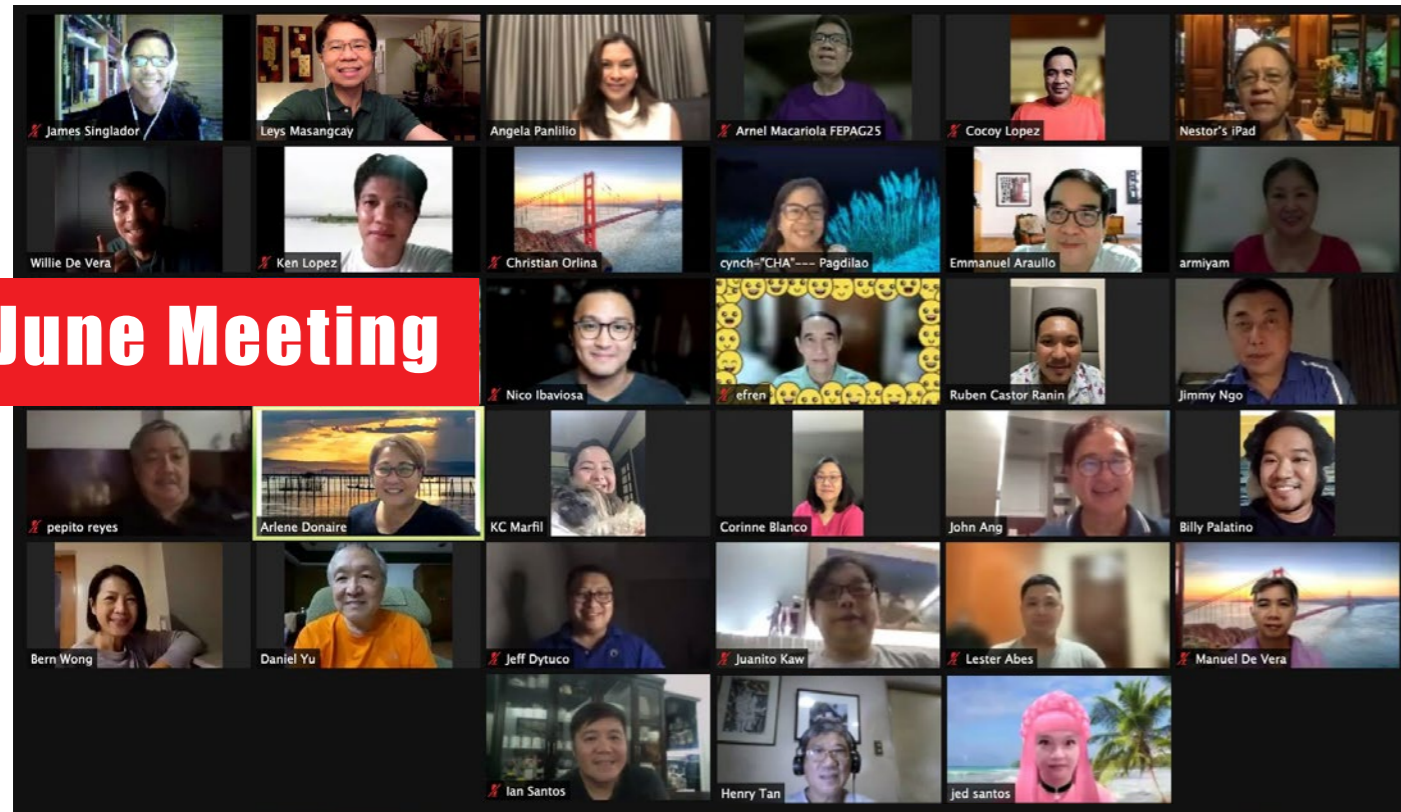 James Singlador
Leys Masangcay
Angela Panlilio
Arnel Macariola FEPAG25
Cocoy Lopez
Nestor's iPad
Willie De Vera
Ken Lopez
Christian Orlina
cynch-"CHA"--- Pagdilao
Emmanuel Araullo
armiyam
June Meeting
Nico Ibaviosa
efren
Ruben Castor Ranin
Jimmy Ngo
pepito reyes
Arlene Donaire
KC Marfil
Corinne Blanco
John Ang
Billy Palatino
Bern Wong
Daniel Yu
Jeff Dytuco
Juanito Kaw
Lester Abes
Manuel De Vera
Ian Santos
Henry Tan
jed santos